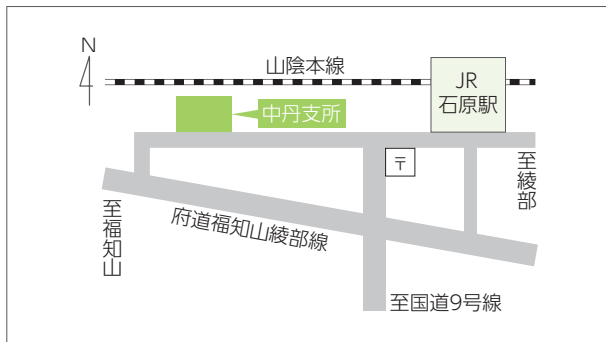 N
山陰本線
JR
石原駅
中丹支所
〒
至綾部
至福知山
府道福知山綾部線
至国道9号線